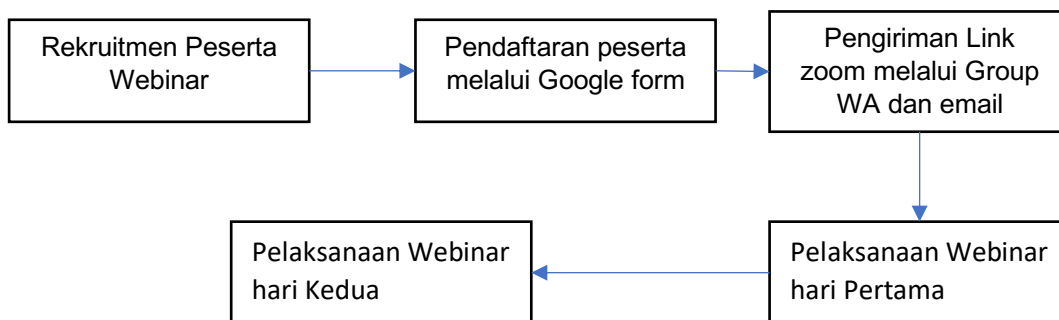 Rekruitmen Peserta
Webinar
Pendaftaran peserta
melalui Google form
Pengiriman Link
zoom melalui Group
WA dan email
Pelaksanaan Webinar
hari Pertama
Pelaksanaan Webinar
hari Kedua